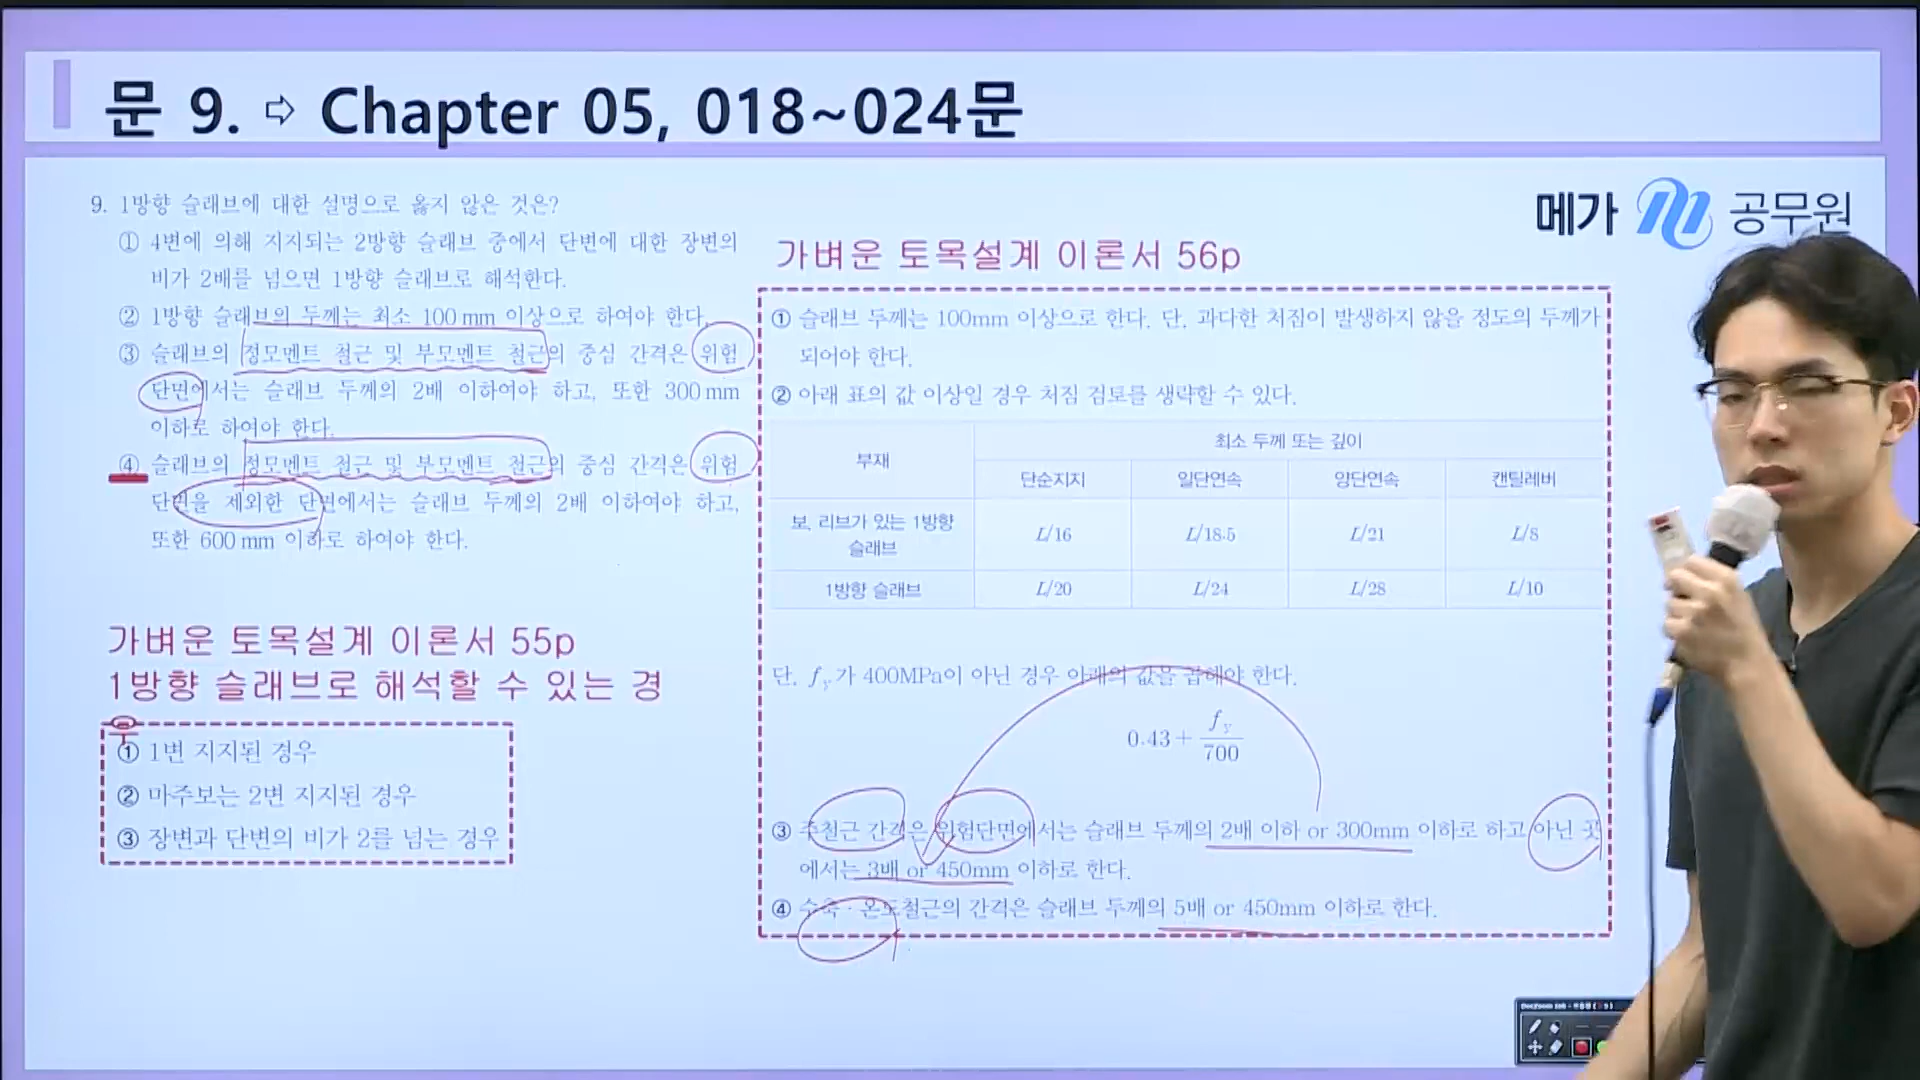 문 9. ⇨ Chapter 05, 018~024문
메가 공무원
9. 1방향 슬래브에 대한 설명으로 옳지 않은 것은?
① 4변에 의해 지지되는 2방향 슬래브 중에서 단변에 대한 장변의
비가 2배를 넘으면 1방향 슬래브로 해석한다.
② 1방향 슬래브의 두께는 최소 100 mm 이상으로 하여야 한다.
③ 슬래브의 정모멘트 철근 및 부모멘트 철근의 중심 간격은 위험
단면에서는 슬래브 두께의 2배 이하여야 하고, 또한 300 mm
이하로 하여야 한다.
④ 슬래브의 정모멘트 철근 및 부모멘트 철근의 중심 간격은 위험
단면을 제외한 단면에서는 슬래브 두께의 2배 이하여야 하고,
또한 600 mm 이하로 하여야 한다.
가벼운 토목설계 이론서 55p
1방향 슬래브로 해석할 수 있는 경
우
① 1변 지지된 경우
② 마주보는 2변 지지된 경우
③ 장변과 단변의 비가 2를 넘는 경우
가벼운 토목설계 이론서 56p
① 슬래브 두께는 100mm 이상으로 한다. 단, 과다한 처짐이 발생하지 않을 정도의 두께가
되어야 한다.
② 아래 표의 값 이상일 경우 처짐 검토를 생략할 수 있다.
부재 최소 두께 또는 깊이
단순지지 일단연속 양단연속 캔틸레버
보, 리브가 있는 1방향
슬래브 L/16 L/18.5 L/21 L/8
1방향 슬래브 L/20 L/24 L/28 L/10
단, fy가 400MPa이 아닌 경우 아래의 값을 곱해야 한다.
0.43 + fy/700
③ 주철근 간격은 위험단면에서는 슬래브 두께의 2배 이하 or 300mm 이하로 하고 아닌 곳
에서는 3배 or 450mm 이하로 한다.
④ 수축·온도철근의 간격은 슬래브 두께의 5배 or 450mm 이하로 한다.